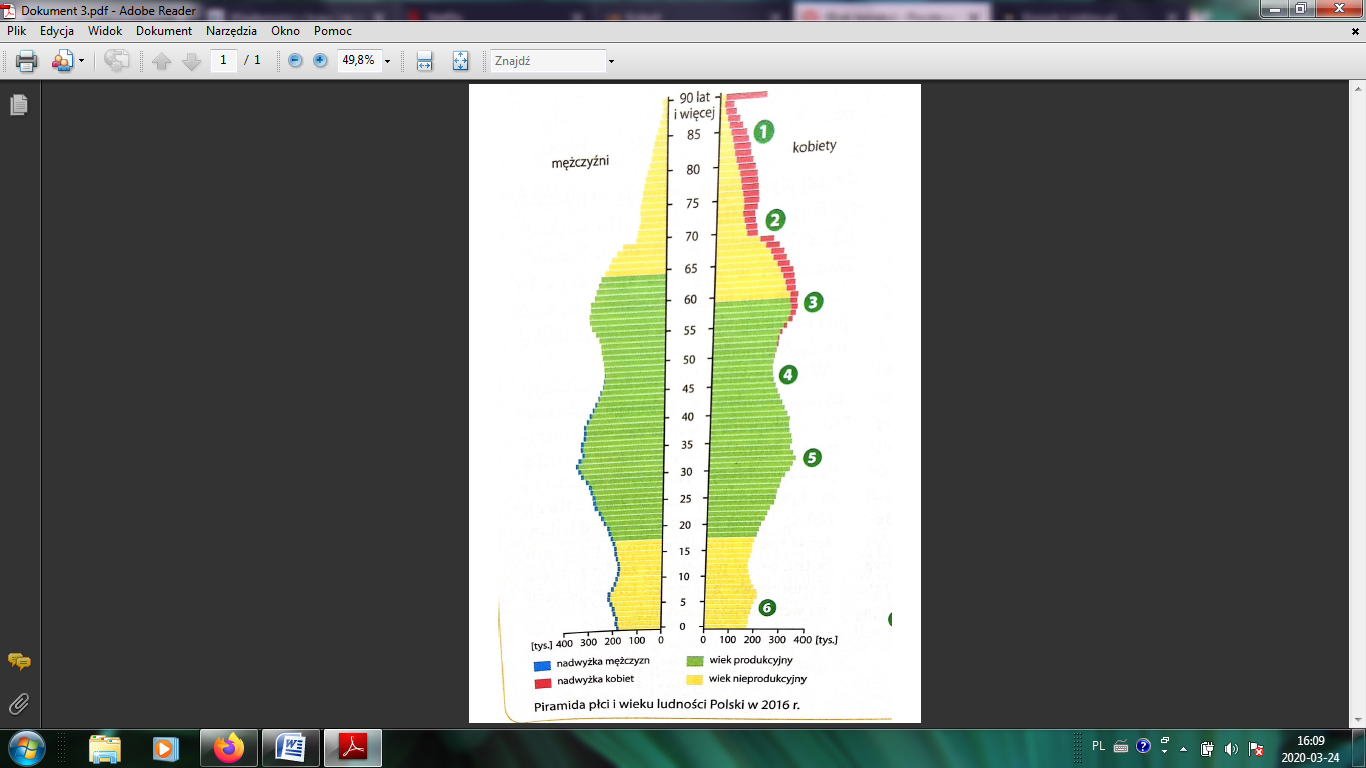 Dokument 3.pdf - Adobe Reader
Plik Edycja Widok Dokument Narzędzia Okno Pomoc
1 / 1 49,8% Znajdź
90 lat
i więcej
85
80
75
70
65
60
55
50
45
40
35
30
25
20
15
10
5
0
mężczyźni
kobiety
1
2
3
4
5
6
[tys.] 400 300 200 100 0
0 100 200 300 400 [tys.]
nadwyżka mężczyzn
nadwyżka kobiet
wiek produkcyjny
wiek nieprodukcyjny
Piramida płci i wieku ludności Polski w 2016 r.
PL
16:09
2020-03-24